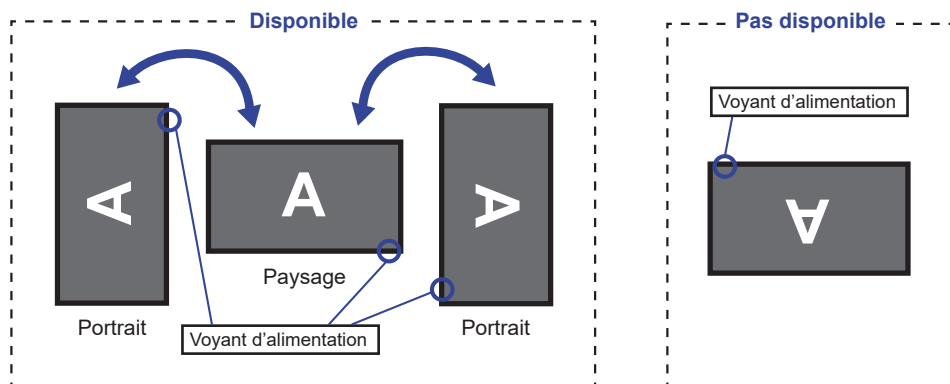 Disponible
Pas disponible
Voyant d’alimentation
A
A
A
A
Paysage
Portrait
Portrait
Voyant d’alimentation